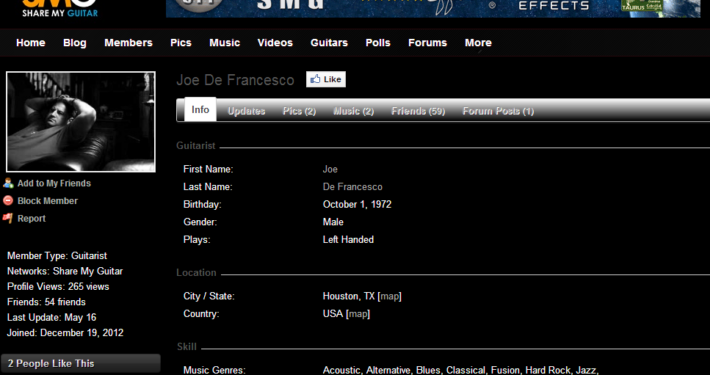 SMG
SHARE MY GUITAR
SMG
®
EFFECTS
TAURUS
Home Blog Members Pics Music Videos Guitars Polls Forums More
Joe De Francesco Like
Info Updates Pics (2) Music (2) Friends (59) Forum Posts (1)
Guitarist
First Name: Joe
Last Name: De Francesco
Birthday: October 1, 1972
Gender: Male
Plays: Left Handed
Add to My Friends
Block Member
Report
Member Type: Guitarist
Networks: Share My Guitar
Profile Views: 265 views
Friends: 54 friends
Last Update: May 16
Joined: December 19, 2012
2 People Like This
Location
City / State: Houston, TX [map]
Country: USA [map]
Skill
Music Genres: Acoustic, Alternative, Blues, Classical, Fusion, Hard Rock, Jazz,